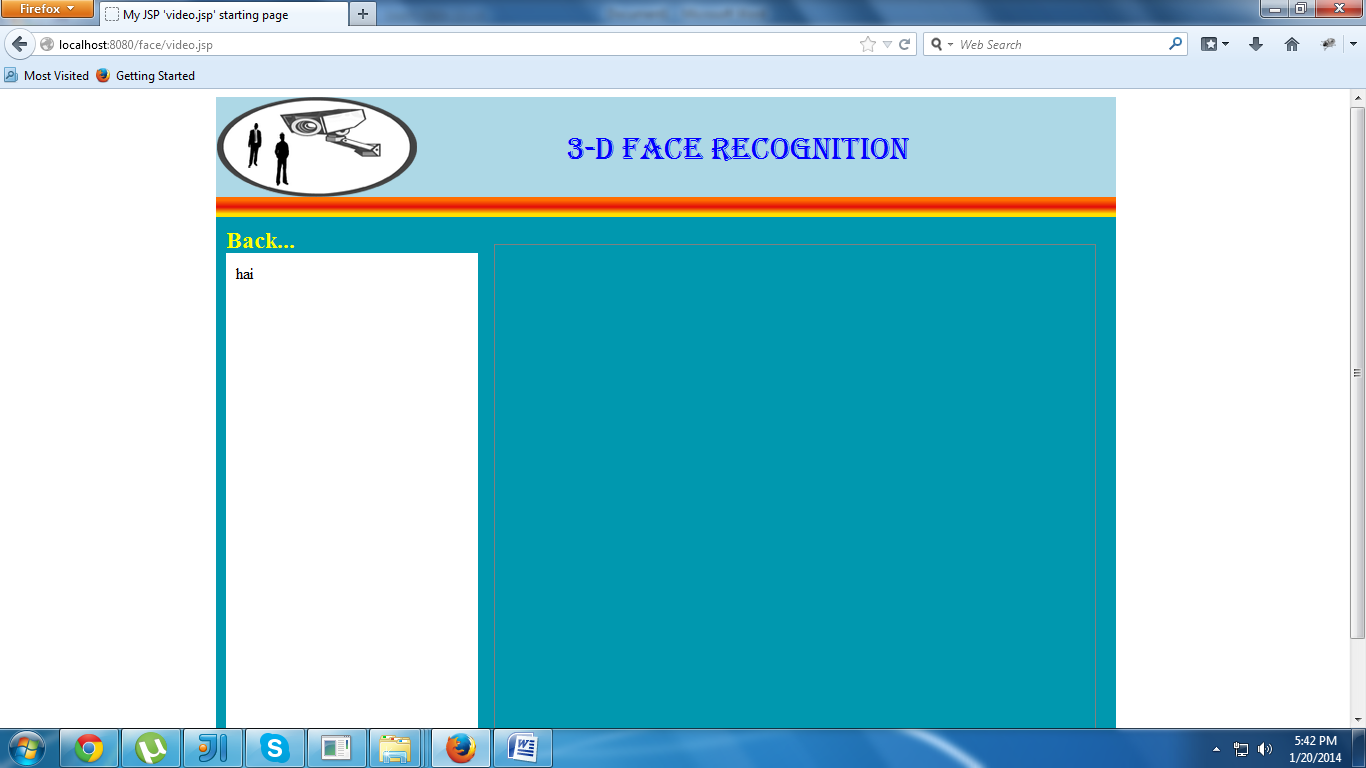 Firefox
My JSP 'video.jsp' starting page
localhost:8080/face/video.jsp
Web Search
Most Visited
Getting Started
3-D FACE RECOGNITION
Back...
hai
5:42 PM
1/20/2014